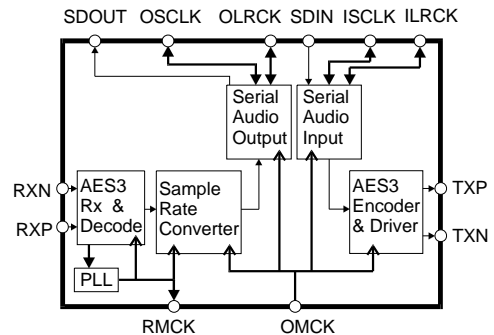 SDOUT OSCLK OLRCK SDIN ISCLK ILRCK
Serial
Audio
Output
Serial
Audio
Input
RXN
RXP
AES3
Rx &
Decode
Sample
Rate
Converter
AES3
Encoder
& Driver
TXP
TXN
PLL
RMCK OMCK